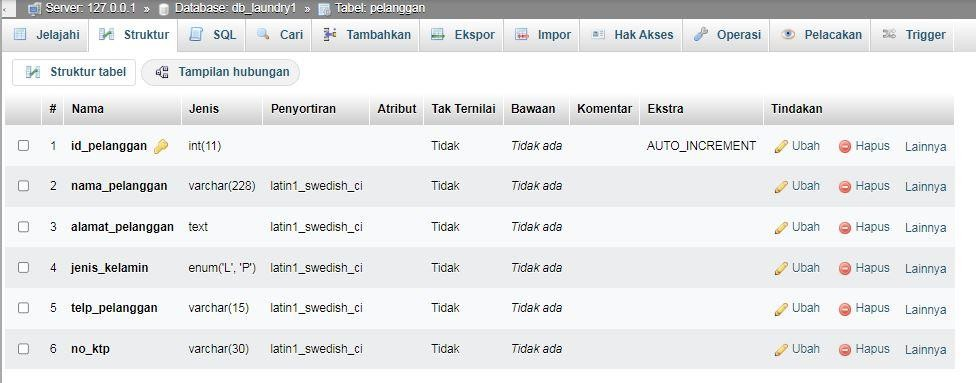 Server: 127.0.0.1 » Database: db_laundry1 » Tabel: pelanggan
Jelajahi Struktur SQL Cari Tambahkan Ekspor Impor Hak Akses Operasi Pelacakan Trigger
Struktur tabel Tampilan hubungan
# Nama Jenis Penyortiran Atribut Tak Ternilai Bawaan Komentar Ekstra Tindakan
1 id_pelanggan int(11) Tidak Tidak ada AUTO_INCREMENT Ubah Hapus Lainnya
2 nama_pelanggan varchar(228) latin1_swedish_ci Tidak Tidak ada Ubah Hapus Lainnya
3 alamat_pelanggan text latin1_swedish_ci Tidak Tidak ada Ubah Hapus Lainnya
4 jenis_kelamin enum('L', 'P') latin1_swedish_ci Tidak Tidak ada Ubah Hapus Lainnya
5 telp_pelanggan varchar(15) latin1_swedish_ci Tidak Tidak ada Ubah Hapus Lainnya
6 no_ktp varchar(30) latin1_swedish_ci Tidak Tidak ada Ubah Hapus Lainnya